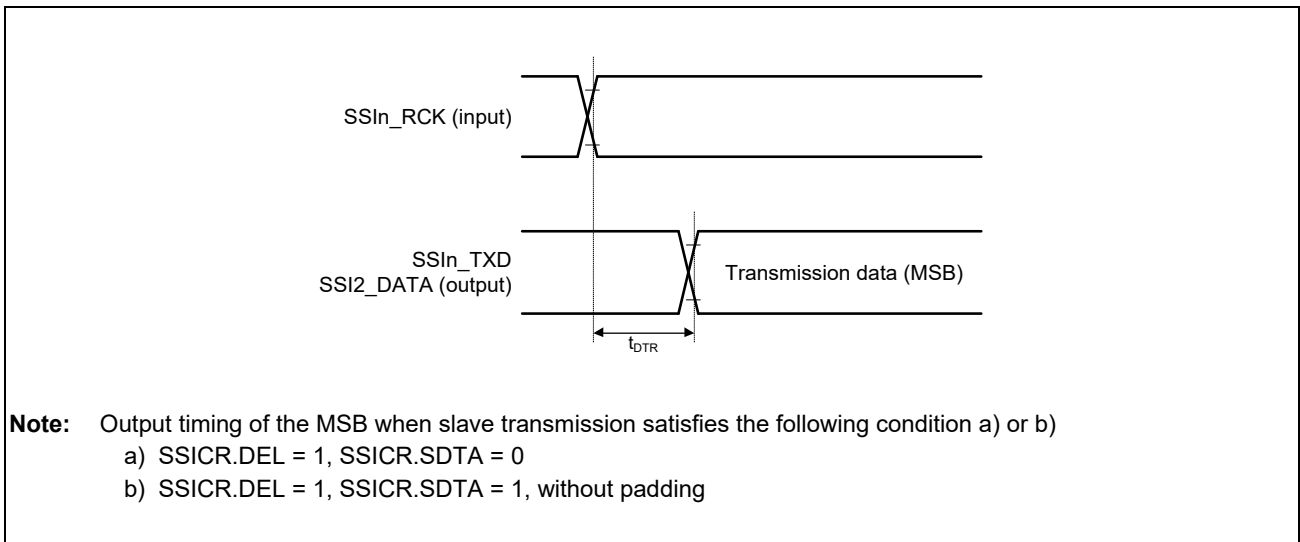 SSIn_RCK (input)
SSIn_TXD
SSI2_DATA (output)
Transmission data (MSB)
tDTR
Note: Output timing of the MSB when slave transmission satisfies the following condition a) or b)
a) SSICR.DEL = 1, SSICR.SDTA = 0
b) SSICR.DEL = 1, SSICR.SDTA = 1, without padding